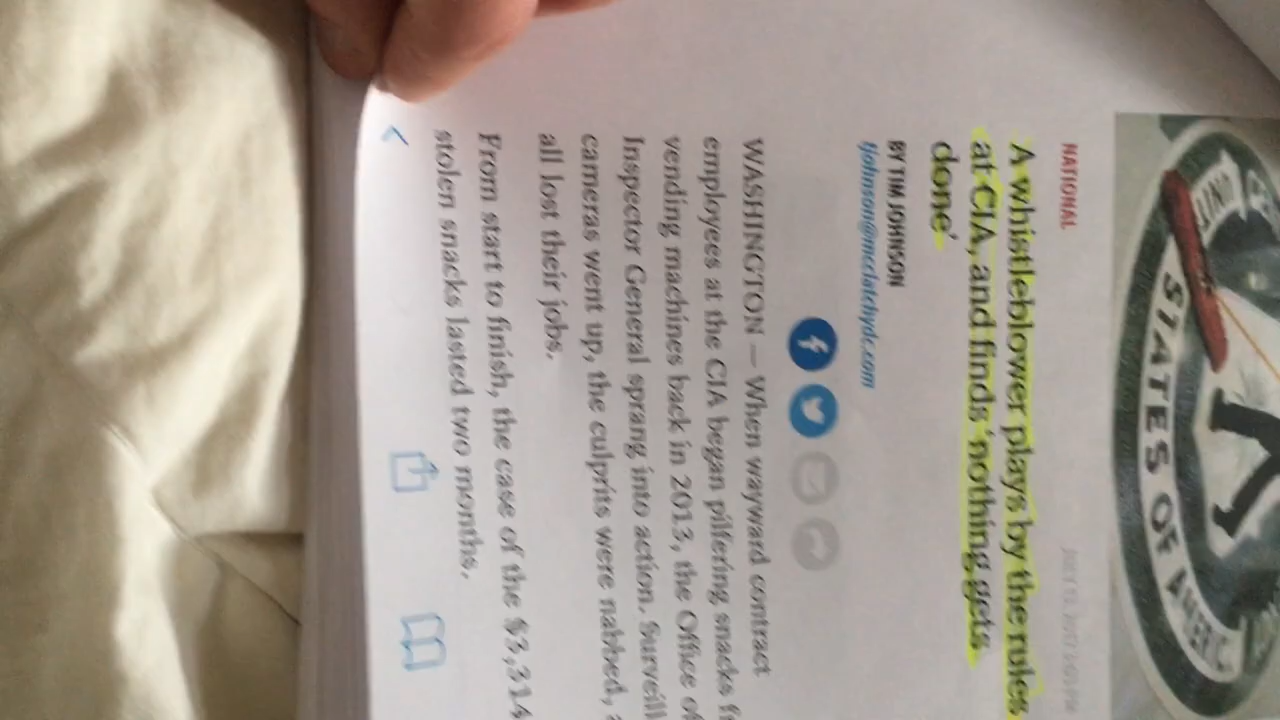 STATES OF AMERIC
NATIONAL
A whistleblower plays by the rules
at CIA, and finds 'nothing gets
done'
BY TIM JOHNSON
tjohnson@mcclatchydc.com
WASHINGTON — When wayward contract
employees at the CIA began pilfering snacks f
vending machines back in 2013, the Office of
Inspector General sprang into action. Surveill
cameras went up, the culprits were nabbed,
all lost their jobs.
From start to finish, the case of the $3,314
stolen snacks lasted two months.